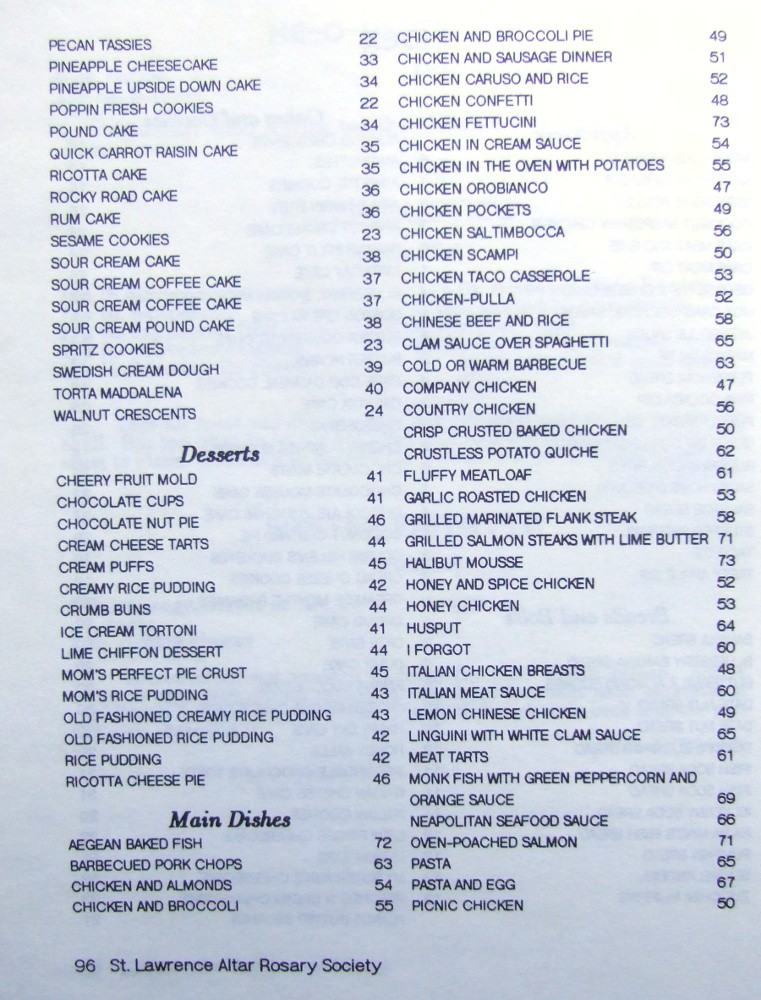 PECAN TASSIES 22
PINEAPPLE CHEESECAKE 33
PINEAPPLE UPSIDE DOWN CAKE 34
POPPIN FRESH COOKIES 22
POUND CAKE 34
QUICK CARROT RAISIN CAKE 35
RICOTTA CAKE 35
ROCKY ROAD CAKE 36
RUM CAKE 36
SESAME COOKIES 23
SOUR CREAM CAKE 38
SOUR CREAM COFFEE CAKE 37
SOUR CREAM COFFEE CAKE 37
SOUR CREAM POUND CAKE 38
SPRITZ COOKIES 23
SWEDISH CREAM DOUGH 39
TORTA MADDALENA 40
WALNUT CRESCENTS 24
Desserts
CHEERY FRUIT MOLD 41
CHOCOLATE CUPS 41
CHOCOLATE NUT PIE 46
CREAM CHEESE TARTS 44
CREAM PUFFS 45
CREAMY RICE PUDDING 42
CRUMB BUNS 44
ICE CREAM TORTONI 41
LIME CHIFFON DESSERT 44
MOM'S PERFECT PIE CRUST 45
MOM'S RICE PUDDING 43
OLD FASHIONED CREAMY RICE PUDDING 43
OLD FASHIONED RICE PUDDING 42
RICE PUDDING 42
RICOTTA CHEESE PIE 46
Main Dishes
AEGEAN BAKED FISH 72
BARBECUED PORK CHOPS 63
CHICKEN AND ALMONDS 54
CHICKEN AND BROCCOLI 55
CHICKEN AND BROCCOLI PIE 49
CHICKEN AND SAUSAGE DINNER 51
CHICKEN CARUSO AND RICE 52
CHICKEN CONFETTI 48
CHICKEN FETTUCINI 73
CHICKEN IN CREAM SAUCE 54
CHICKEN IN THE OVEN WITH POTATOES 55
CHICKEN OROBIANCO 47
CHICKEN POCKETS 49
CHICKEN SALTIMBOCCA 56
CHICKEN SCAMPI 50
CHICKEN TACO CASSEROLE 53
CHICKEN-PULLA 52
CHINESE BEEF AND RICE 58
CLAM SAUCE OVER SPAGHETTI 65
COLD OR WARM BARBECUE 63
COMPANY CHICKEN 47
COUNTRY CHICKEN 56
CRISP CRUSTED BAKED CHICKEN 50
CRUSTLESS POTATO QUICHE 62
FLUFFY MEATLOAF 61
GARLIC ROASTED CHICKEN 53
GRILLED MARINATED FLANK STEAK 58
GRILLED SALMON STEAKS WITH LIME BUTTER 71
HALIBUT MOUSSE 73
HONEY AND SPICE CHICKEN 52
HONEY CHICKEN 53
HUSPUT 64
I FORGOT 60
ITALIAN CHICKEN BREASTS 48
ITALIAN MEAT SAUCE 60
LEMON CHINESE CHICKEN 49
LINGUINI WITH WHITE CLAM SAUCE 65
MEAT TARTS 61
MONK FISH WITH GREEN PEPPERCORN AND
ORANGE SAUCE 69
NEAPOLITAN SEAFOOD SAUCE 66
OVEN-POACHED SALMON 71
PASTA 65
PASTA AND EGG 67
PICNIC CHICKEN 50
96 St. Lawrence Altar Rosary Society